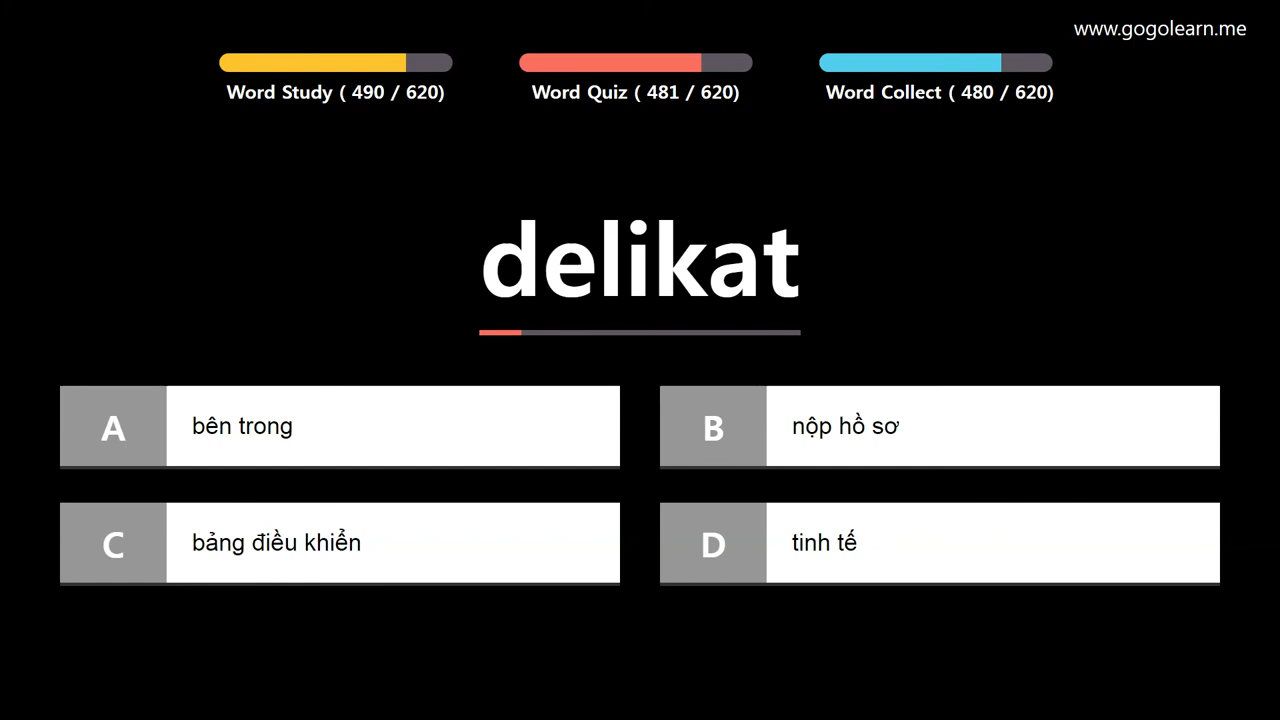 www.gogolearn.me
Word Study ( 490 / 620)
Word Quiz ( 481 / 620)
Word Collect ( 480 / 620)
delikat
A bên trong
B nộp hồ sơ
C bảng điều khiển
D tinh tế